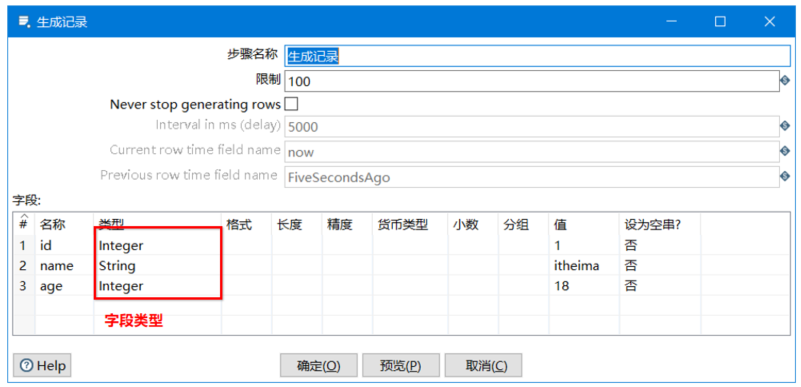 生成记录
步骤名称 生成记录
限制 100
Never stop generating rows
Interval in ms (delay) 5000
Current row time field name now
Previous row time field name FiveSecondsAgo
字段:
# 名称 类型 格式 长度 精度 货币类型 小数 分组 值 设为空串?
1 id Integer 1 否
2 name String itheima 否
3 age Integer 18 否
字段类型
Help 确定(O) 预览(P) 取消(C)